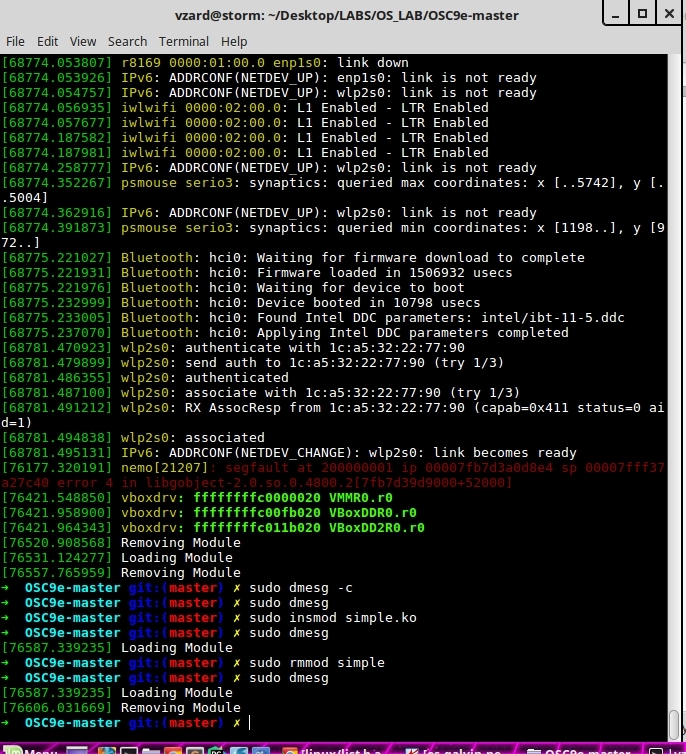 vzard@storm: ~/Desktop/LABS/OS_LAB/OSC9e-master
File Edit View Search Terminal Help
[68774.053807] r8169 0000:01:00.0 enp1s0: link down
[68774.053926] IPv6: ADDRCONF(NETDEV_UP): enp1s0: link is not ready
[68774.054757] IPv6: ADDRCONF(NETDEV_UP): wlp2s0: link is not ready
[68774.056935] iwlwifi 0000:02:00.0: L1 Enabled - LTR Enabled
[68774.057677] iwlwifi 0000:02:00.0: L1 Enabled - LTR Enabled
[68774.187582] iwlwifi 0000:02:00.0: L1 Enabled - LTR Enabled
[68774.187981] iwlwifi 0000:02:00.0: L1 Enabled - LTR Enabled
[68774.258777] IPv6: ADDRCONF(NETDEV_UP): wlp2s0: link is not ready
[68774.352267] psmouse serio3: synaptics: queried max coordinates: x [..5742], y [.
.5004]
[68774.362916] IPv6: ADDRCONF(NETDEV_UP): wlp2s0: link is not ready
[68774.391873] psmouse serio3: synaptics: queried min coordinates: x [1198..], y [9
72..]
[68775.221027] Bluetooth: hci0: Waiting for firmware download to complete
[68775.221931] Bluetooth: hci0: Firmware loaded in 1506932 usecs
[68775.221976] Bluetooth: hci0: Waiting for device to boot
[68775.232999] Bluetooth: hci0: Device booted in 10798 usecs
[68775.233005] Bluetooth: hci0: Found Intel DDC parameters: intel/ibt-11-5.ddc
[68775.237070] Bluetooth: hci0: Applying Intel DDC parameters completed
[68781.470923] wlp2s0: authenticate with 1c:a5:32:22:77:90
[68781.479899] wlp2s0: send auth to 1c:a5:32:22:77:90 (try 1/3)
[68781.486355] wlp2s0: authenticated
[68781.487100] wlp2s0: associate with 1c:a5:32:22:77:90 (try 1/3)
[68781.491212] wlp2s0: RX AssocResp from 1c:a5:32:22:77:90 (capab=0x411 status=0 ai
d=1)
[68781.494838] wlp2s0: associated
[68781.495131] IPv6: ADDRCONF(NETDEV_CHANGE): wlp2s0: link becomes ready
[76177.320191] nemo[21207]: segfault at 200000001 ip 00007fb7d3a0d8e4 sp 00007fff37
a27c40 error 4 in libgobject-2.0.so.0.4800.2[7fb7d39d9000+52000]
[76421.548850] vboxdrv: ffffffffc0000020 VMMR0.r0
[76421.958900] vboxdrv: ffffffffc00fb020 VBoxDDR0.r0
[76421.964343] vboxdrv: ffffffffc011b020 VBoxDD2R0.r0
[76520.908568] Removing Module
[76531.124277] Loading Module
[76557.765959] Removing Module
➜ OSC9e-master git:(master) ✗ sudo dmesg -c
➜ OSC9e-master git:(master) ✗ sudo dmesg
➜ OSC9e-master git:(master) ✗ sudo insmod simple.ko
➜ OSC9e-master git:(master) ✗ sudo dmesg
[76587.339235] Loading Module
➜ OSC9e-master git:(master) ✗ sudo rmmod simple
➜ OSC9e-master git:(master) ✗ sudo dmesg
[76587.339235] Loading Module
[76606.031669] Removing Module
➜ OSC9e-master git:(master) ✗
Menu